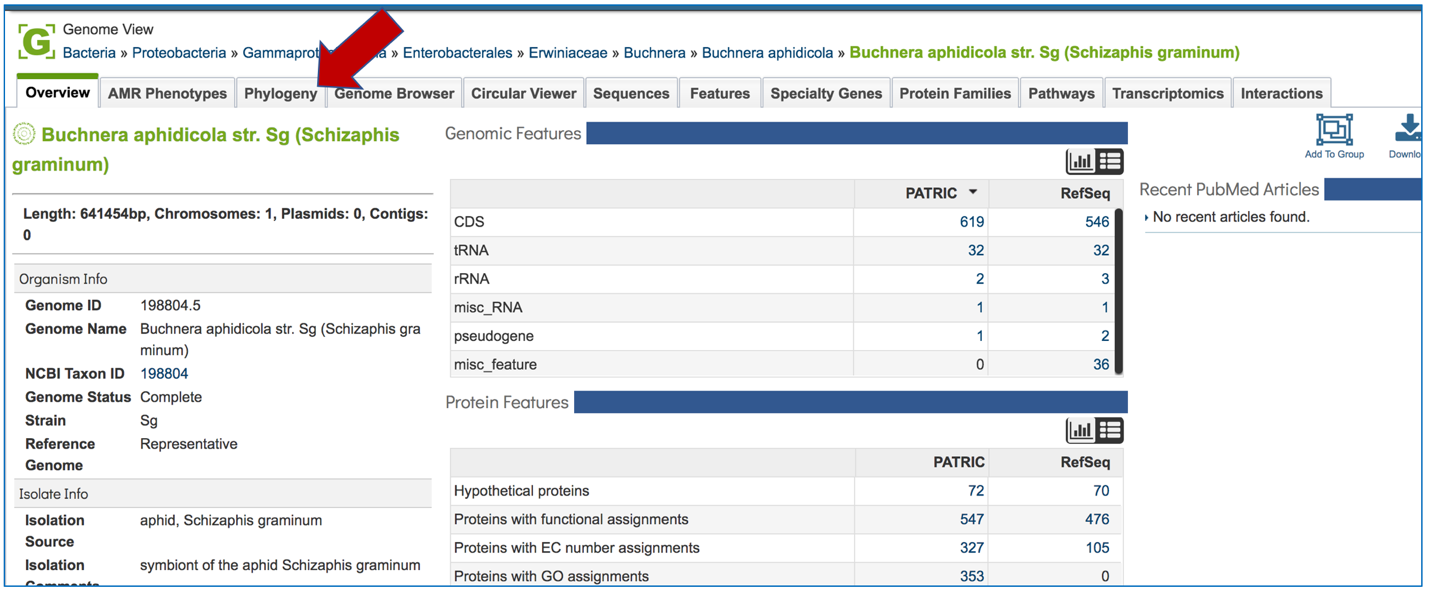 G
Genome View
Bacteria » Proteobacteria » Gammaprote a » Enterobacterales » Erwiniaceae » Buchnera » Buchnera aphidicola » Buchnera aphidicola str. Sg (Schizaphis graminum)
Overview AMR Phenotypes Phylogeny Genome Browser Circular Viewer Sequences Features Specialty Genes Protein Families Pathways Transcriptomics Interactions
Buchnera aphidicola str. Sg (Schizaphis
graminum)
Length: 641454bp, Chromosomes: 1, Plasmids: 0, Contigs:
0
Organism Info
Genome ID 198804.5
Genome Name Buchnera aphidicola str. Sg (Schizaphis gra
minum)
NCBI Taxon ID 198804
Genome Status Complete
Strain Sg
Reference Representative
Genome
Isolate Info
Isolation aphid, Schizaphis graminum
Source
Isolation symbiont of the aphid Schizaphis graminum
Comments
Genomic Features
PATRIC RefSeq
CDS 619 546
tRNA 32 32
rRNA 2 3
misc_RNA 1 1
pseudogene 1 2
misc_feature 0 36
Protein Features
PATRIC RefSeq
Hypothetical proteins 72 70
Proteins with functional assignments 547 476
Proteins with EC number assignments 327 105
Proteins with GO assignments 353 0
Add To Group Downlo
Recent PubMed Articles
No recent articles found.